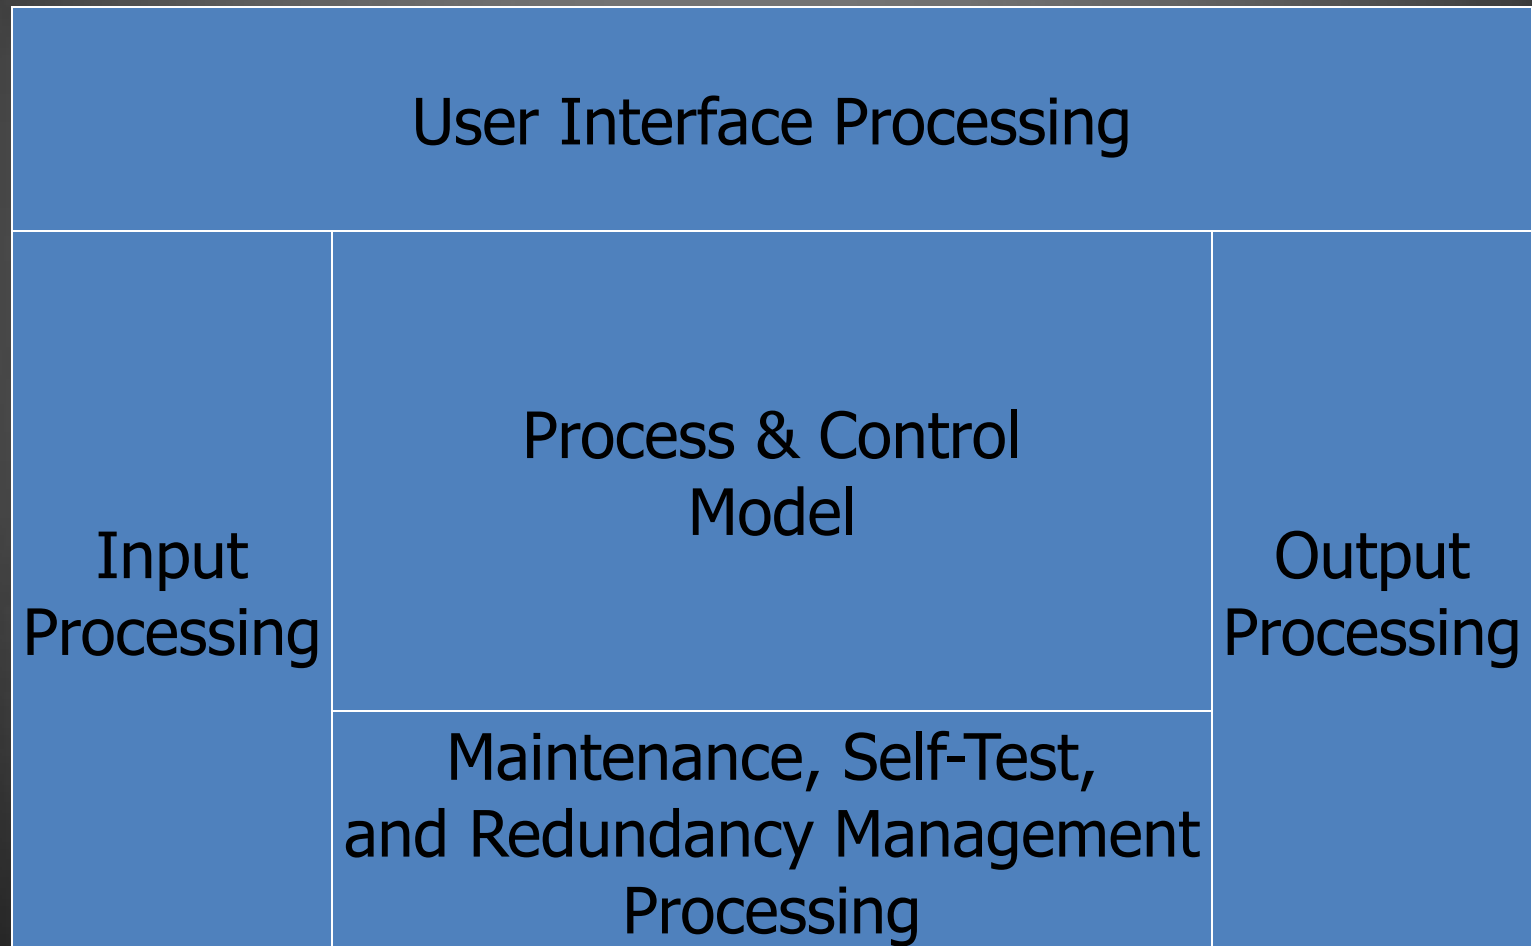 User Interface Processing
Input
Processing
Process & Control
Model
Output
Processing
Maintenance, Self-Test,
and Redundancy Management
Processing